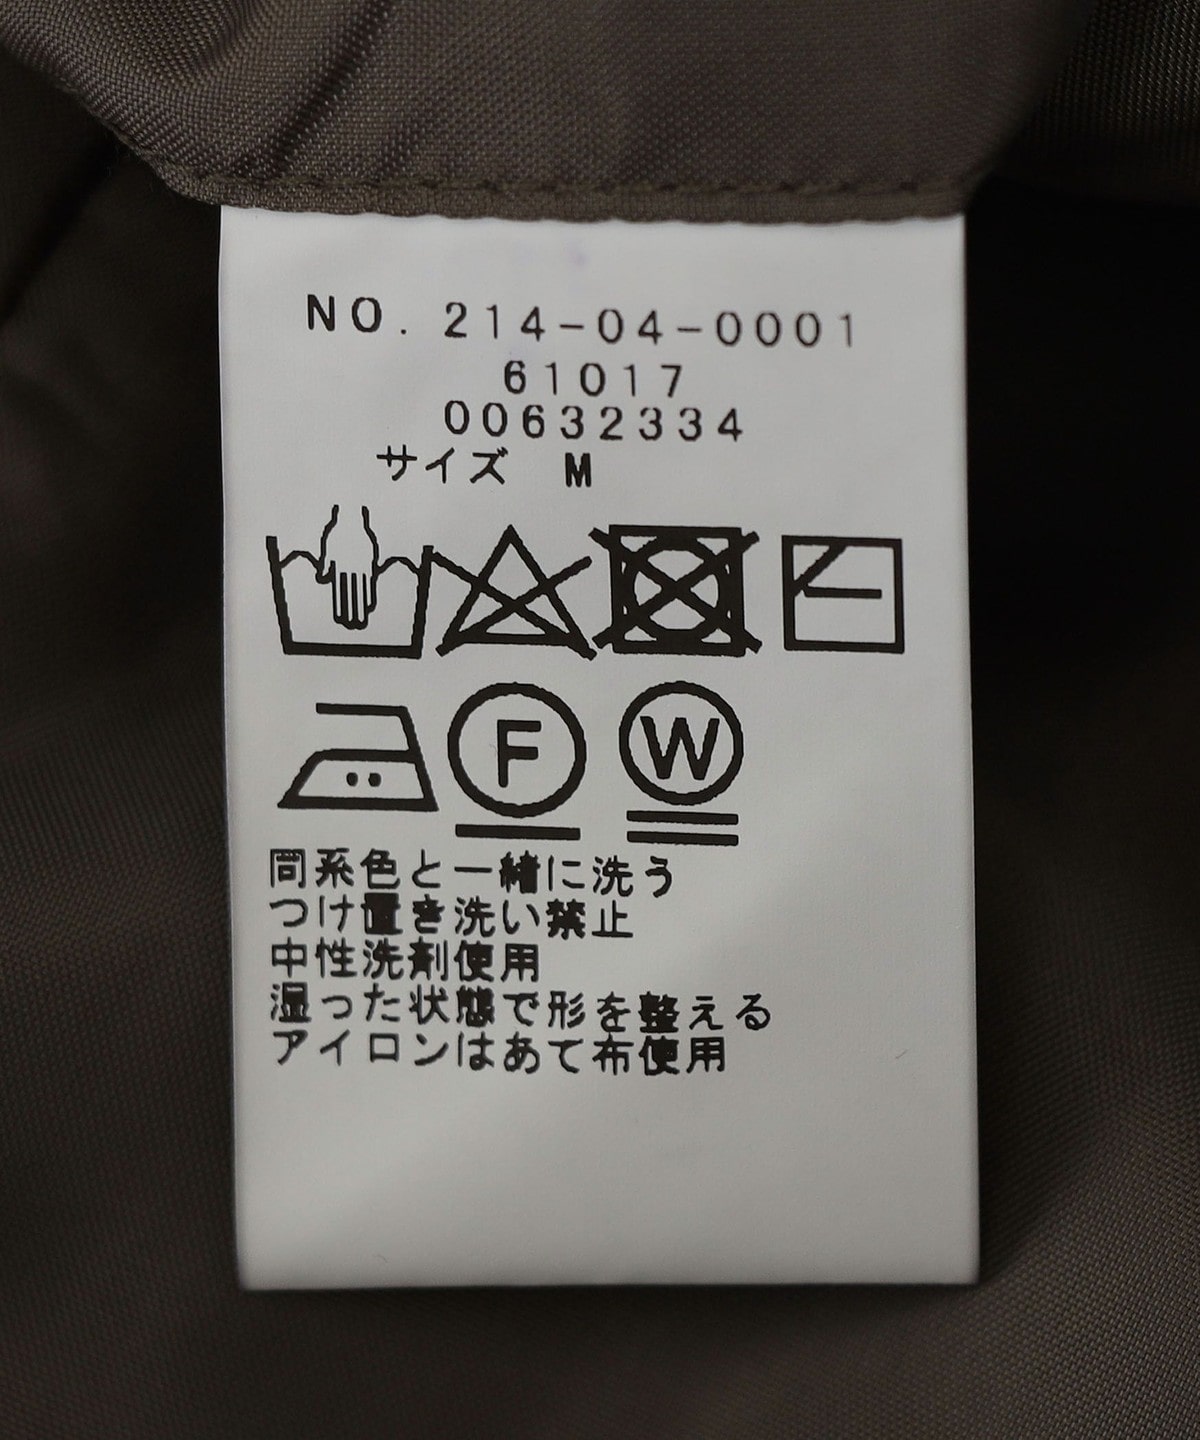 NO. 214-04-0001
61017
00632334
サイズ M
F W
同系色と一緒に洗う
つけ置き洗い禁止
中性洗剤使用
湿った状態で形を整える
アイロンはあて布使用